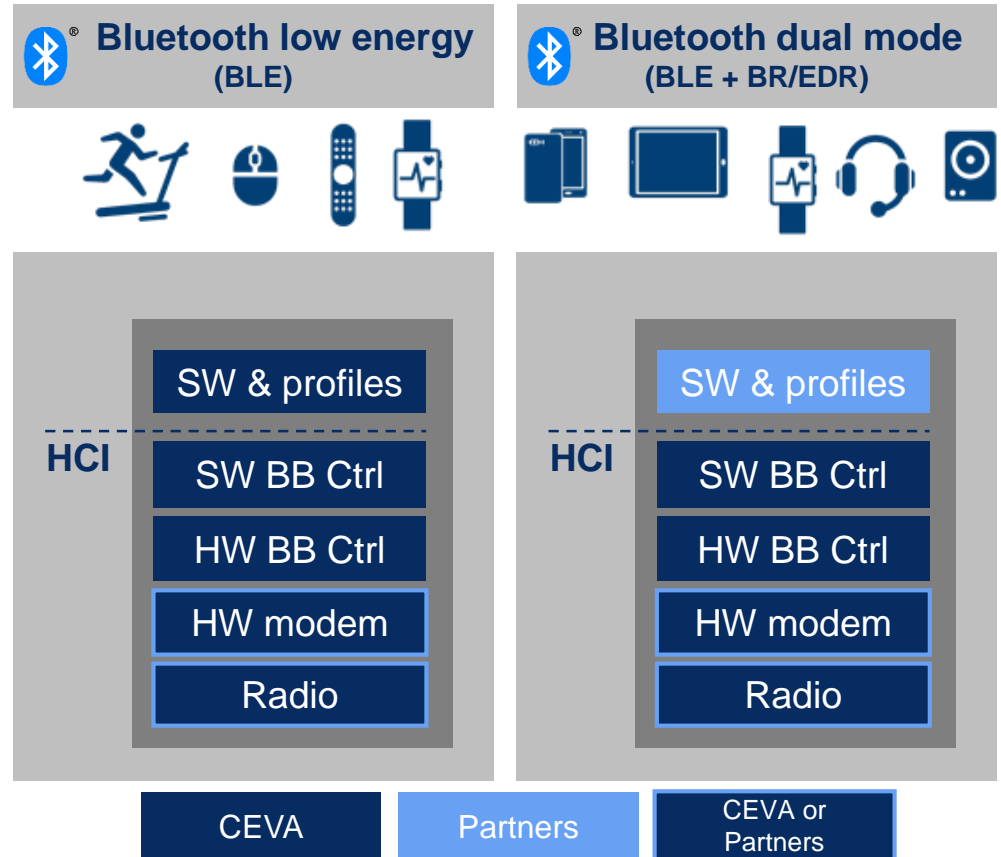 ® Bluetooth low energy
(BLE)
® Bluetooth dual mode
(BLE + BR/EDR)
SW & profiles
HCI
SW BB Ctrl
HW BB Ctrl
HW modem
Radio
SW & profiles
HCI
SW BB Ctrl
HW BB Ctrl
HW modem
Radio
CEVA
Partners
CEVA or
Partners